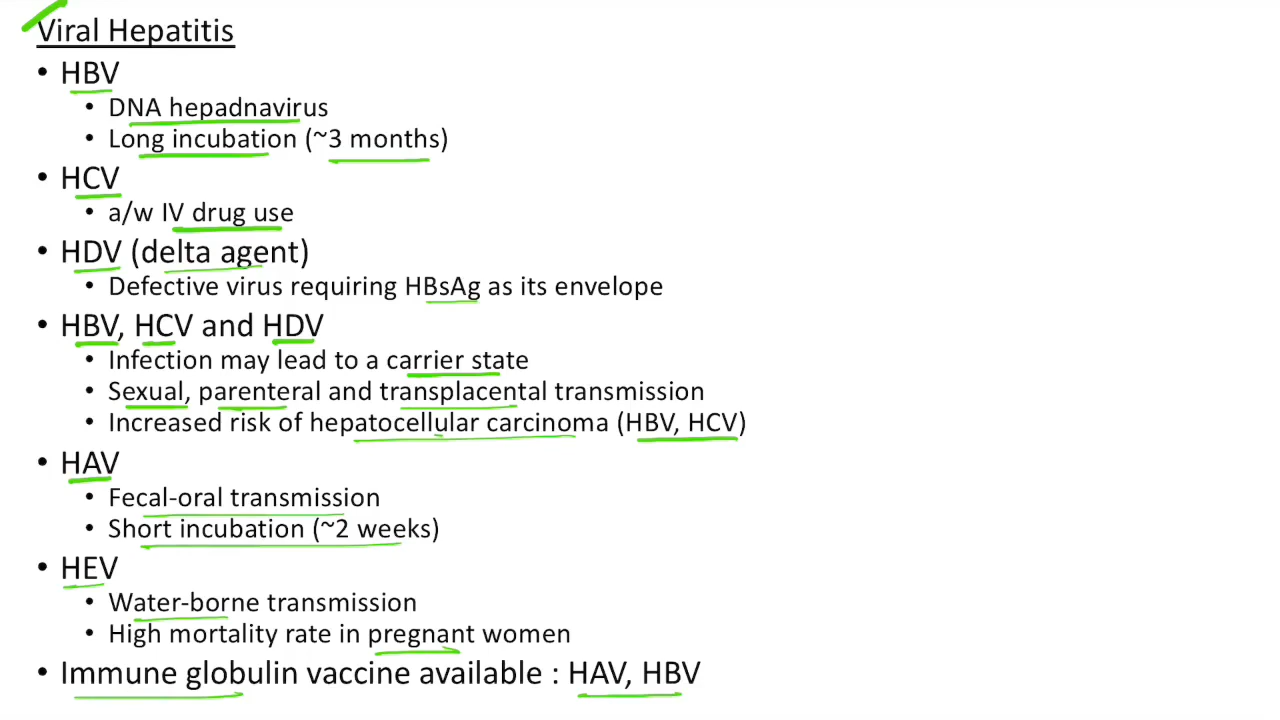 Viral Hepatitis
• HBV
• DNA hepadnavirus
• Long incubation (~3 months)
• HCV
• a/w IV drug use
• HDV (delta agent)
• Defective virus requiring HBsAg as its envelope
• HBV, HCV and HDV
• Infection may lead to a carrier state
• Sexual, parenteral and transplacental transmission
• Increased risk of hepatocellular carcinoma (HBV, HCV)
• HAV
• Fecal-oral transmission
• Short incubation (~2 weeks)
• HEV
• Water-borne transmission
• High mortality rate in pregnant women
• Immune globulin vaccine available : HAV, HBV